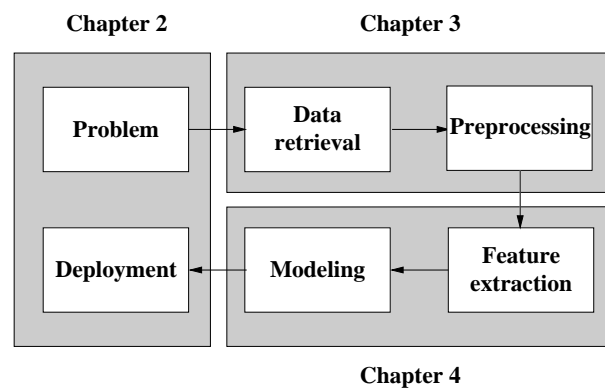 Chapter 2
Chapter 3
Problem
Data
retrieval
Preprocessing
Deployment
Modeling
Feature
extraction
Chapter 4